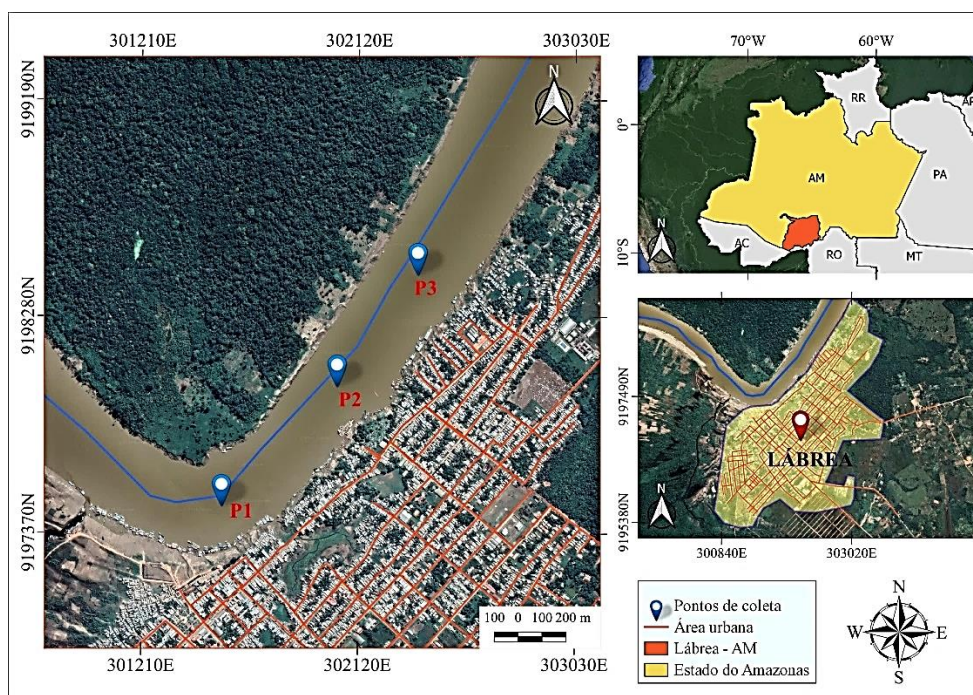 301210E 302120E 303030E
9199190N
9198280N
9197370N
N
P3
P2
P1
100 0 100 200 m
301210E 302120E 303030E
70°W 60°W
0°
10°S
RR
AP
AM
PA
AC
RO
MT
N
9197490N
9195380N
LÁBREA
N
300840E 303020E
Pontos de coleta
Área urbana
Lábrea - AM
Estado do Amazonas
N
W E
S